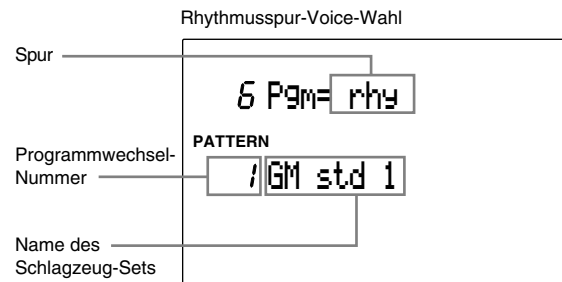 Rhythmusspur-Voice-Wahl
Spur
6 Pgm= rhy
PATTERN
Programmwechsel-
Nummer
1 GM std 1
Name des
Schlagzeug-Sets